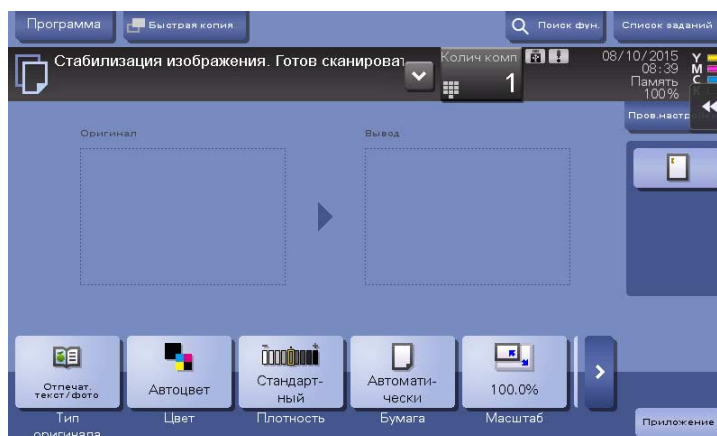 Программа
Быстрая копия
Поиск фун.
Список заданий
Стабилизация изображения. Готов сканироват
Колич комп
1
08/10/2015
08:39
Память
100%
Y
M
C
K
Пров.настр
Оригинал
Вывод
Отпечат.
текст/фото
Автоцвет
Стандарт-
ный
Автомати-
чески
100.0%
Тип
оригинала
Цвет
Плотность
Бумага
Масштаб
Приложение